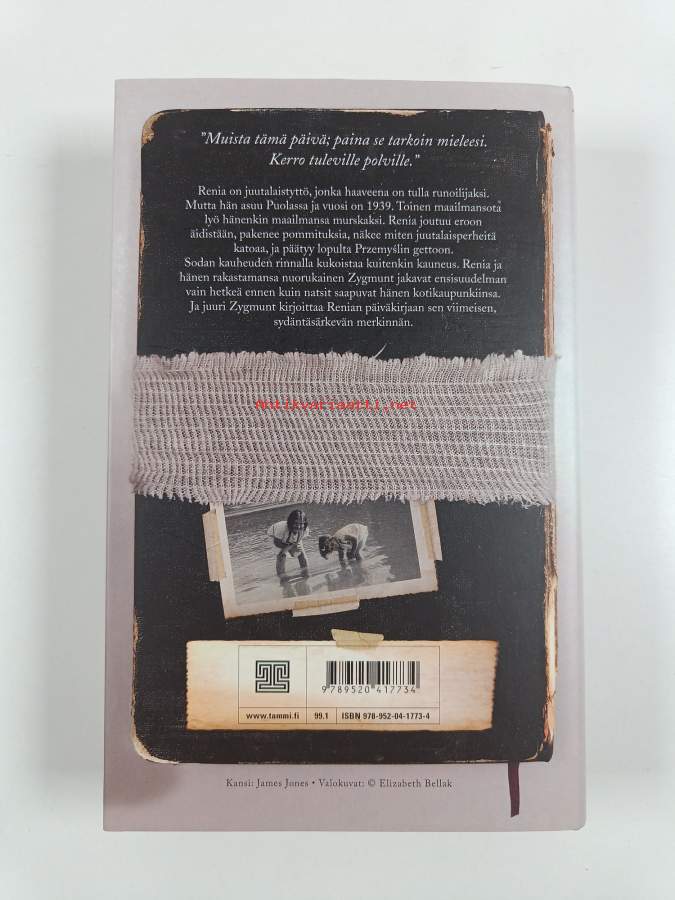 "Muista tämä päivä; paina se tarkoin mieleesi.
Kerro tuleville polville."
Renia on juutalaistyttö, jonka haaveena on tulla runoilijaksi.
Mutta hän asuu Puolassa ja vuosi on 1939. Toinen maailmansota
lyö hänenkin maailmansa murskaksi. Renia joutuu eroon
äidistään, pakenee pommituksia, näkee miten juutalaisperheitä
katoaa, ja päätyy lopulta Przemyślin gettoon.
Sodan kauheuden rinnalla kukoistaa kuitenkin kauneus. Renia ja
hänen rakastamansa nuorukainen Zygmunt jakavat ensisuudelman
vain hetkeä ennen kuin natsit saapuvat hänen kotikaupunkiinsa.
Ja juuri Zygmunt kirjoittaa Renian päiväkirjaan sen viimeisen,
sydäntäsärkevän merkinnän.
Antikvariaatti.net
9 789520 417734
www.tammi.fi 99.1 ISBN 978-952-04-1773-4
Kansi: James Jones • Valokuvat: © Elizabeth Bellak